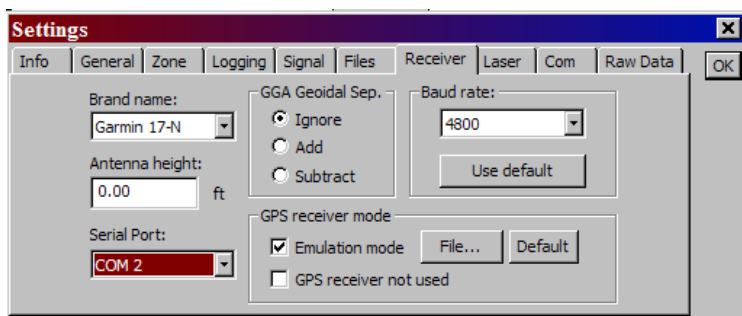 Settings
Info General Zone Logging Signal Files Receiver Laser Com Raw Data OK
Brand name:
Garmin 17-N
Antenna height:
0.00 ft
Serial Port:
COM 2
GGA Geoidal Sep.
Ignore
Add
Subtract
Baud rate:
4800
Use default
GPS receiver mode
Emulation mode File... Default
GPS receiver not used